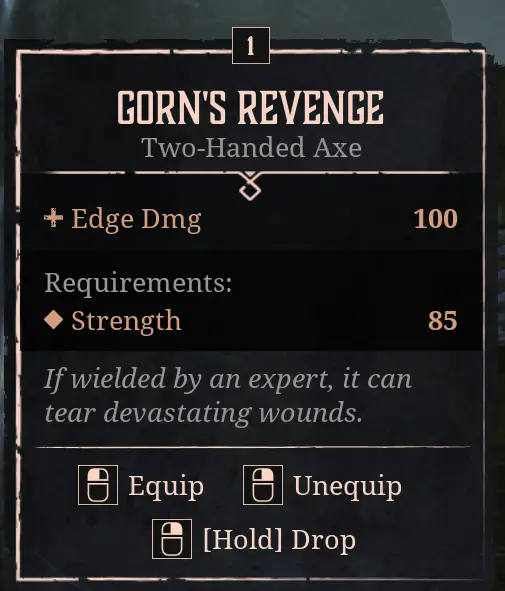 1
GORN'S REVENGE
Two-Handed Axe
Edge Dmg 100
Requirements:
Strength 85
If wielded by an expert, it can
tear devastating wounds.
Equip Unequip
[Hold] Drop